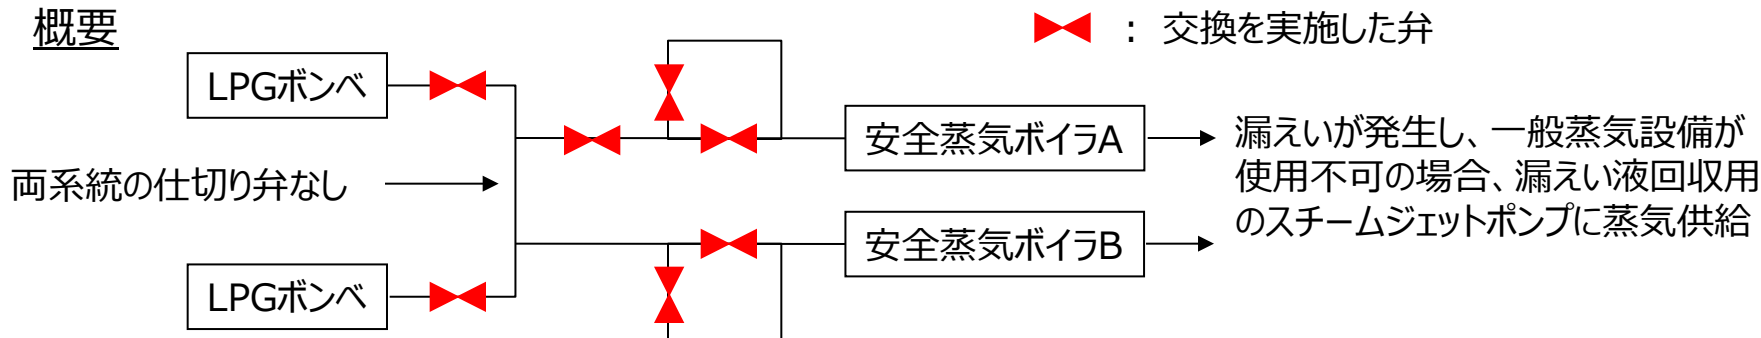 概要
：交換を実施した弁
LPGボンベ
安全蒸気ボイラA
漏えいが発生し、一般蒸気設備が
使用不可の場合、漏えい液回収用
のスチームジェットポンプに蒸気供給
両系統の仕切り弁なし
安全蒸気ボイラB
LPGボンベ